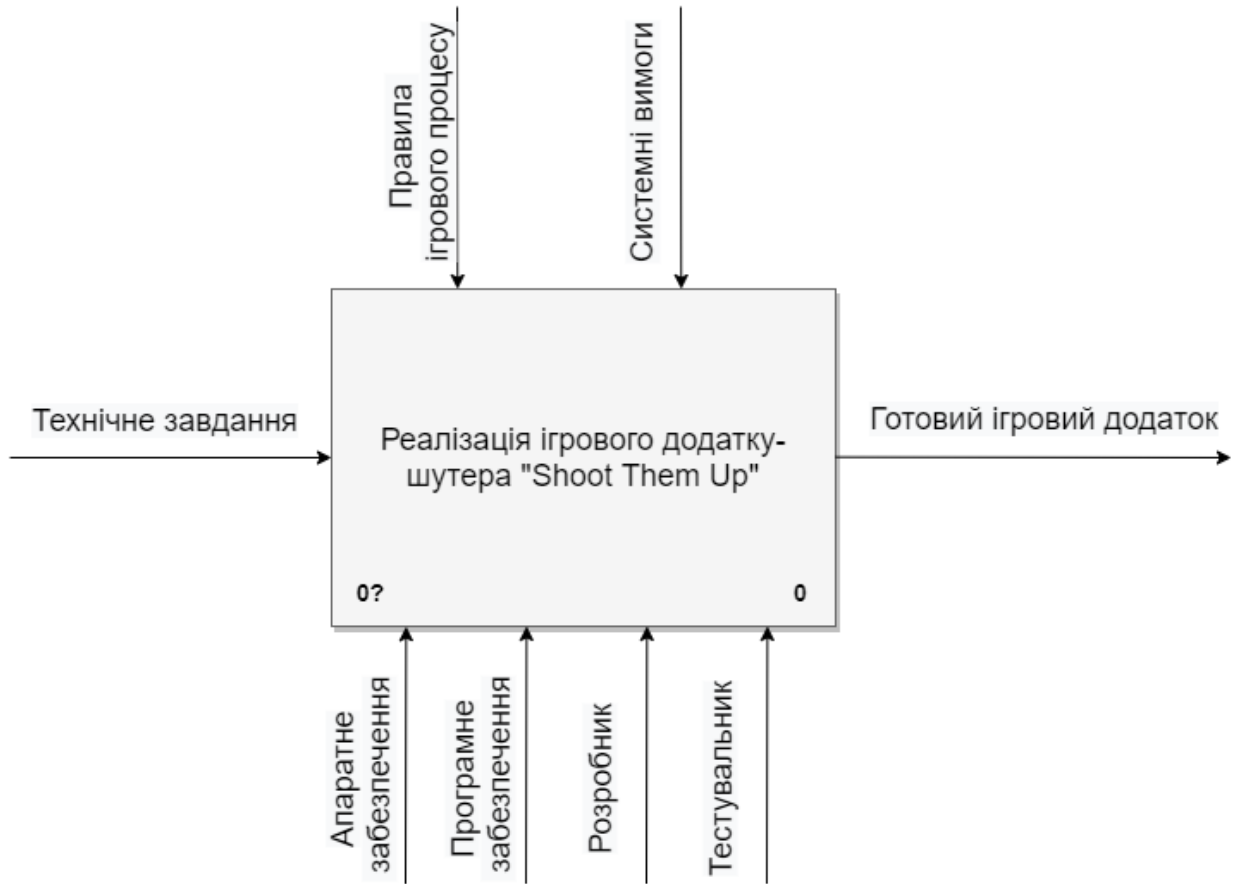 Правила
ігрового процесу
Системні вимоги
Технічне завдання
Реалізація ігрового додатку-
шутера "Shoot Them Up"
0?
0
Готовий ігровий додаток
Апаратне
забезпечення
Програмне
забезпечення
Розробник
Тестувальник